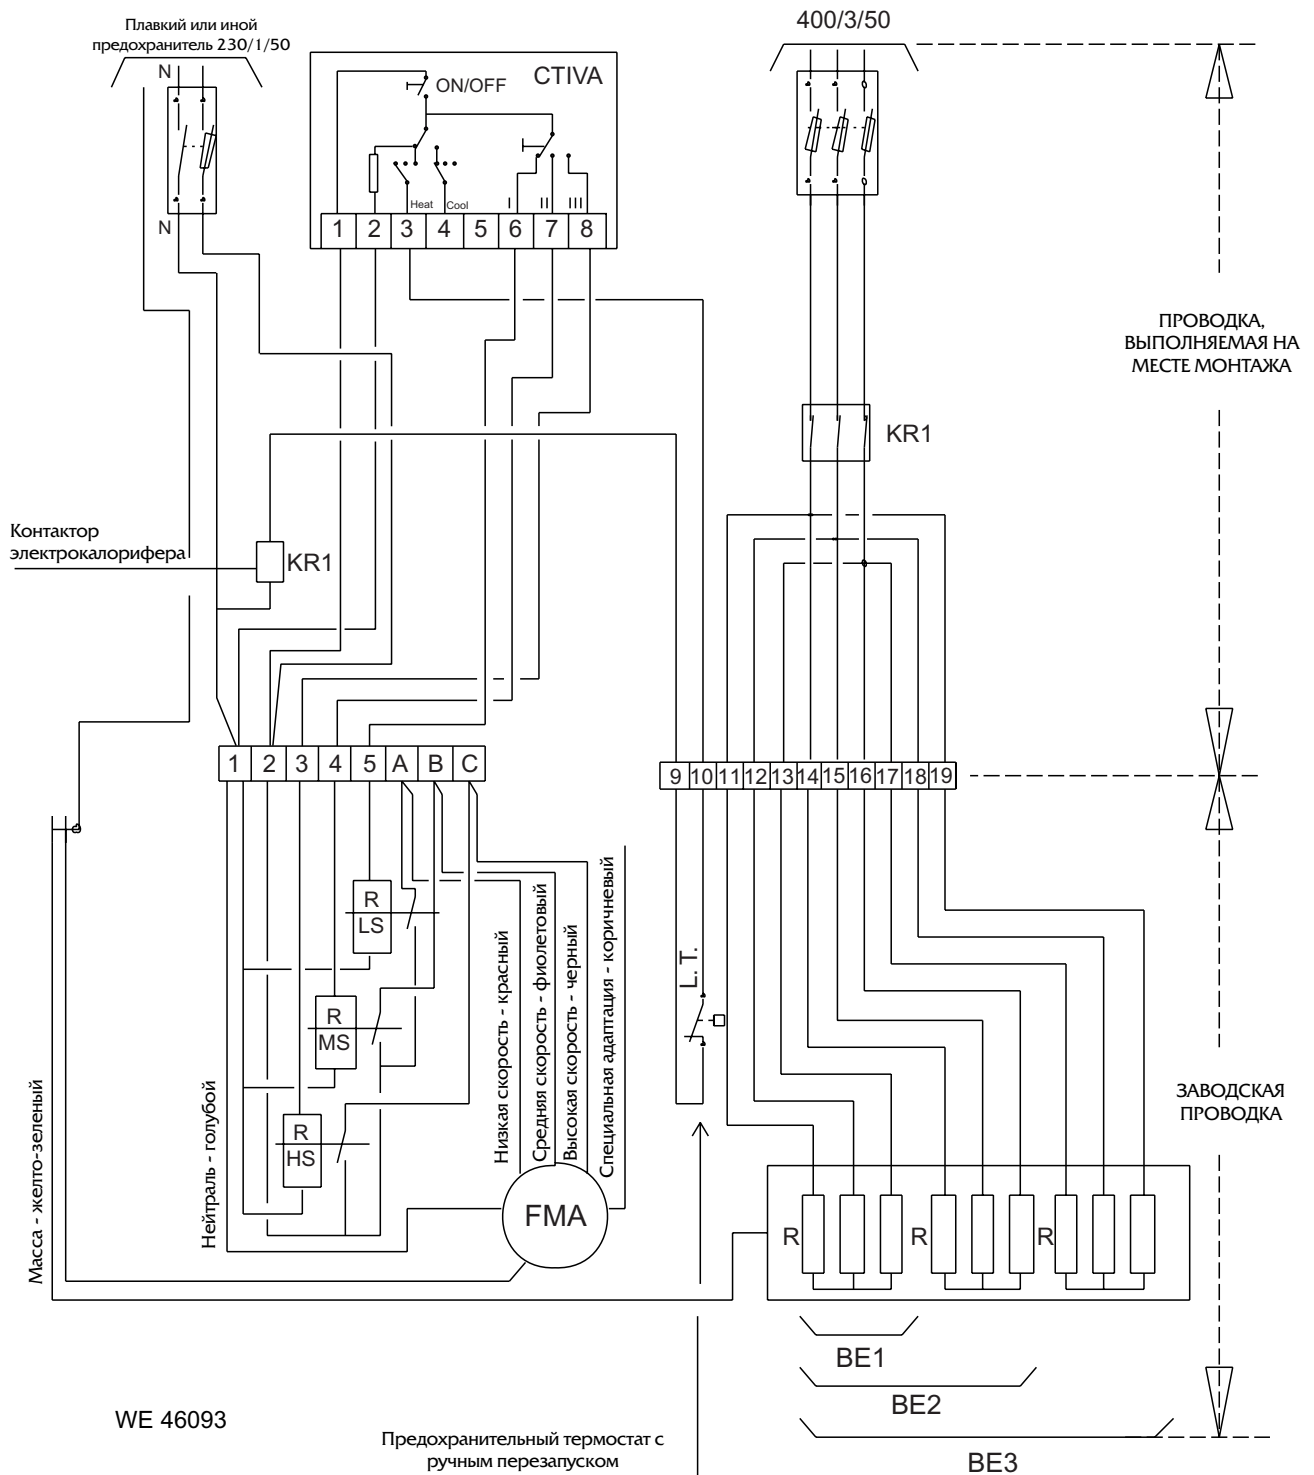 Плавкий или иной
предохранитель 230/1/50
400/3/50
N
N
CTIVA
ON/OFF
Heat
Cool
I
II
III
1 2 3 4 5 6 7 8
ПРОВОДКА,
ВЫПОЛНЯЕМАЯ НА
МЕСТЕ МОНТАЖА
KR1
Контактор
электрокалорифера
KR1
1 2 3 4 5 A B C
9 10 11 12 13 14 15 16 17 18 19
R
LS
R
MS
R
HS
Масса - желто-зеленый
Нейтраль - голубой
Низкая скорость - красный
Средняя скорость - фиолетовый
Высокая скорость - черный
Специальная адаптация - коричневый
L. T.
FMA
ЗАВОДСКАЯ
ПРОВОДКА
R
R
R
BE1
BE2
BE3
WE 46093
Предохранительный термостат с
ручным перезапуском